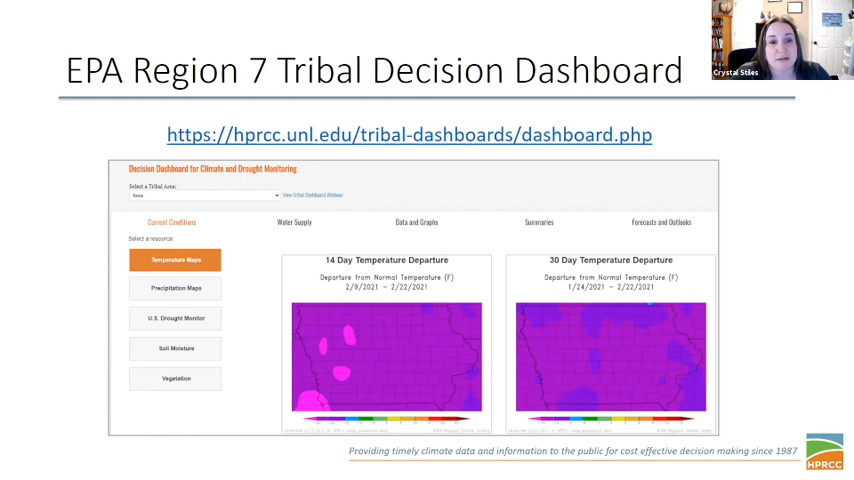 EPA Region 7 Tribal Decision Dashboard
Crystal Stiles
https://hprcc.unl.edu/tribal-dashboards/dashboard.php
Decision Dashboard for Climate and Drought Monitoring
Select a Tribal Area:
Iowa
View Tribal Dashboard Webinar
Current Conditions
Water Supply
Data and Graphs
Summaries
Forecasts and Outlooks
Select a resource:
Temperature Maps
Precipitation Maps
U.S. Drought Monitor
Soil Moisture
Vegetation
14 Day Temperature Departure
Departure from Normal Temperature (F)
2/9/2021 – 2/22/2021
30 Day Temperature Departure
Departure from Normal Temperature (F)
1/24/2021 – 2/22/2021
Providing timely climate data and information to the public for cost effective decision making since 1987
HPRCC